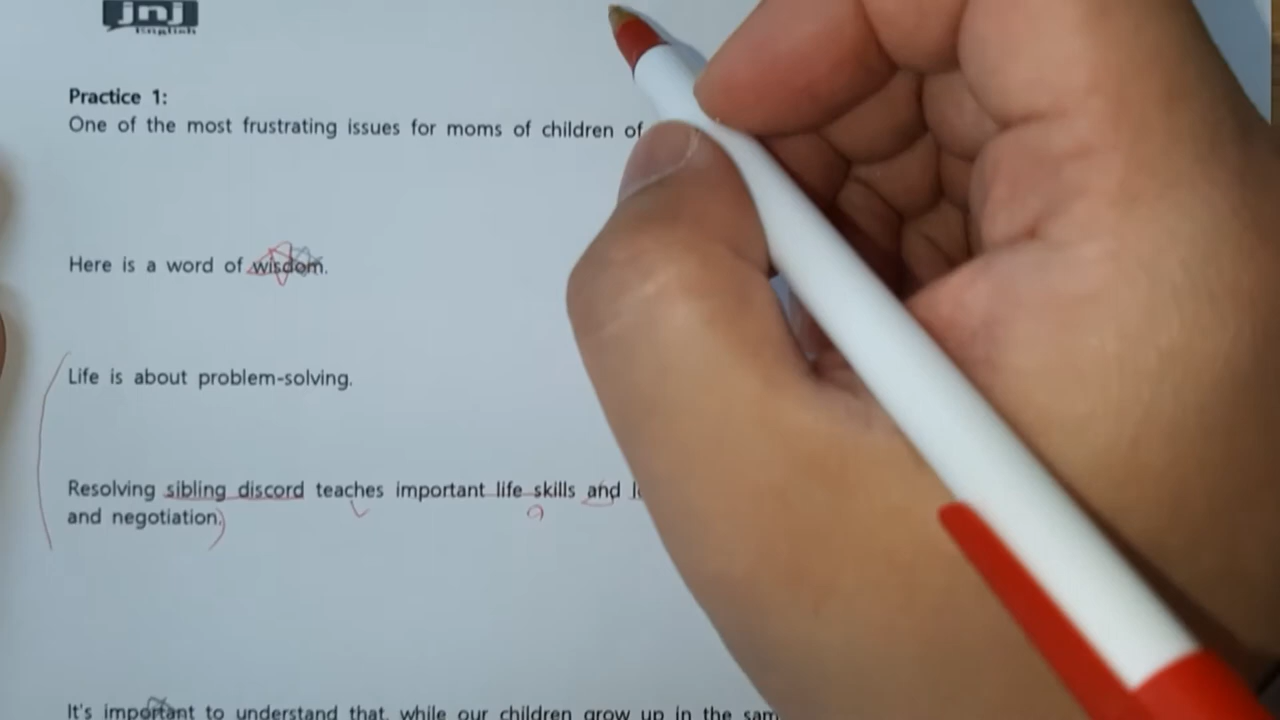 jnj
English
Practice 1:
One of the most frustrating issues for moms of children of
Here is a word of wisdom.
Life is about problem-solving.
Resolving sibling discord teaches important life skills and
and negotiation.
It's important to understand that, while our children grow up in the sam